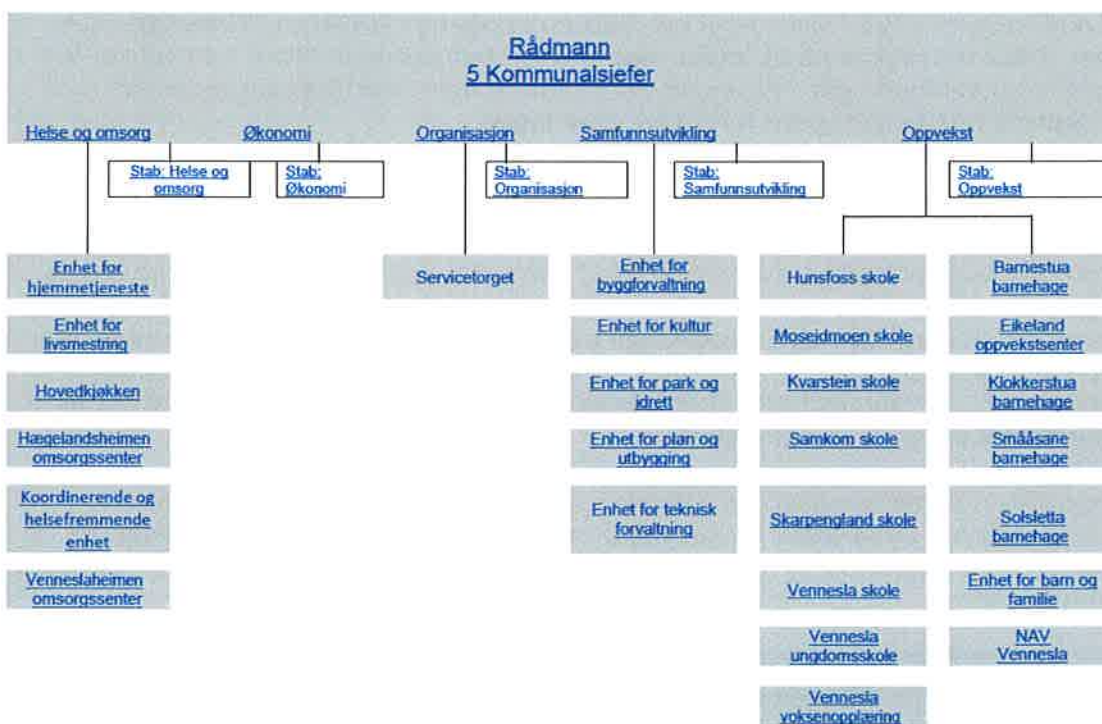 Rådmann
5 Kommunalsjefer
Helse og omsorg
Økonomi
Organisasjon
Samfunnsutvikling
Oppvekst
Stab: Helse og
omsorg
Stab:
Økonomi
Stab:
Organisasjon
Stab:
Samfunnsutvikling
Stab:
Oppvekst
Enhet for
hjemmetjeneste
Enhet for
livsmestring
Hovedkjøkken
Hægelandsheimen
omsorgssenter
Koordinerende og
helsefremmende
enhet
Venneslaheimen
omsorgssenter
Servicetorget
Enhet for
byggforvaltning
Enhet for kultur
Enhet for park og
idrett
Enhet for plan og
utbygging
Enhet for teknisk
forvaltning
Hunsfoss skole
Moseidmoen skole
Kvarstein skole
Samkom skole
Skarpengland skole
Vennesla skole
Vennesla
ungdomsskole
Vennesla
voksenopplæring
Barnestua
barnehage
Eikeland
oppvekstsenter
Klokkerstua
barnehage
Smååsane
barnehage
Solsletta
barnehage
Enhet for barn og
familie
NAV
Vennesla